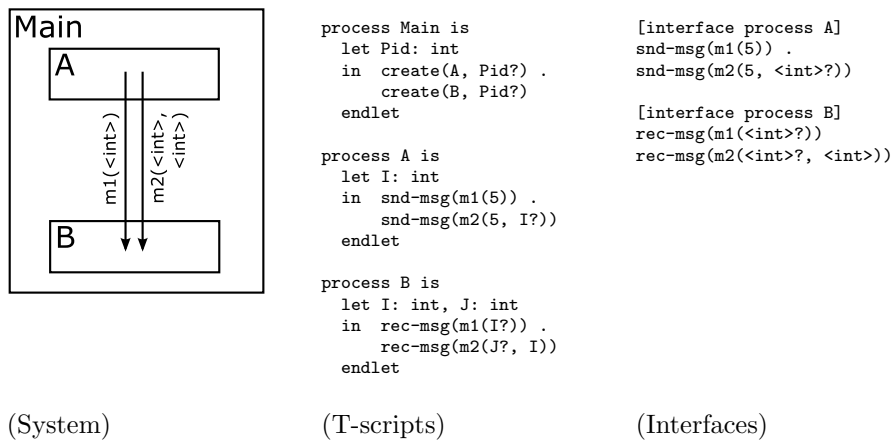 Main
A
m1(<int>)
m2(<int>,
<int>)
B
(System)
process Main is
let Pid: int
in create(A, Pid?) .
create(B, Pid?)
endlet
process A is
let I: int
in snd-msg(m1(5)) .
snd-msg(m2(5, I?))
endlet
process B is
let I: int, J: int
in rec-msg(m1(I?)) .
rec-msg(m2(J?, I))
endlet
(T-scripts)
[interface process A]
snd-msg(m1(5)) .
snd-msg(m2(5, <int>?))
[interface process B]
rec-msg(m1(<int>?))
rec-msg(m2(<int>?, <int>))
(Interfaces)